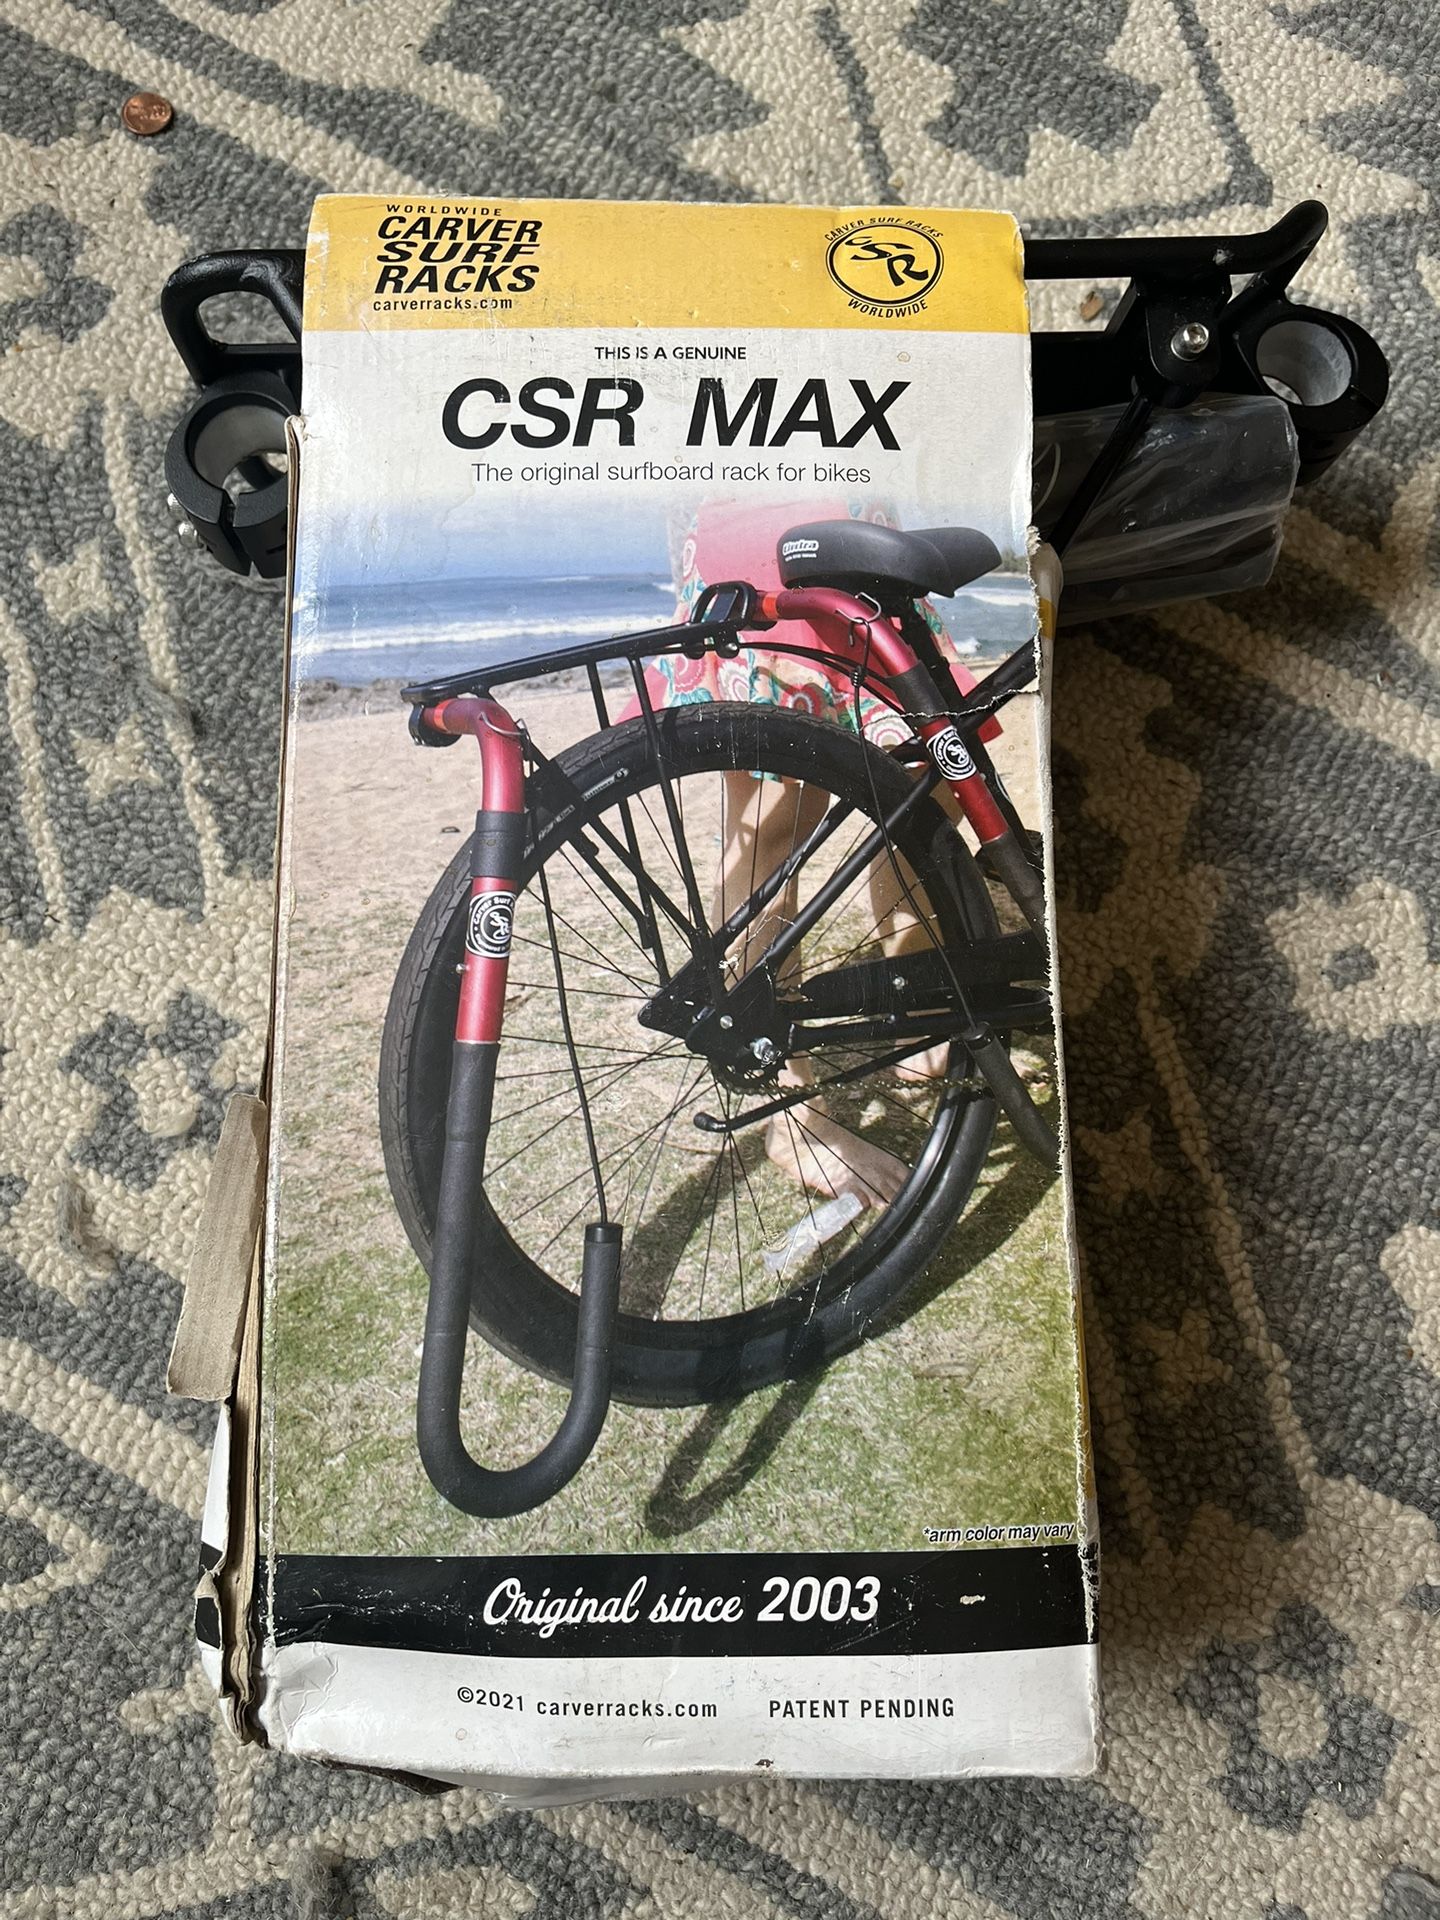 WORLDWIDE
CARVER
SURF
RACKS
carverracks.com
CARVER SURF RACKS
CSR
WORLDWIDE
THIS IS A GENUINE
CSR MAX
The original surfboard rack for bikes
*arm color may vary
Original since 2003
©2021 carverracks.com PATENT PENDING